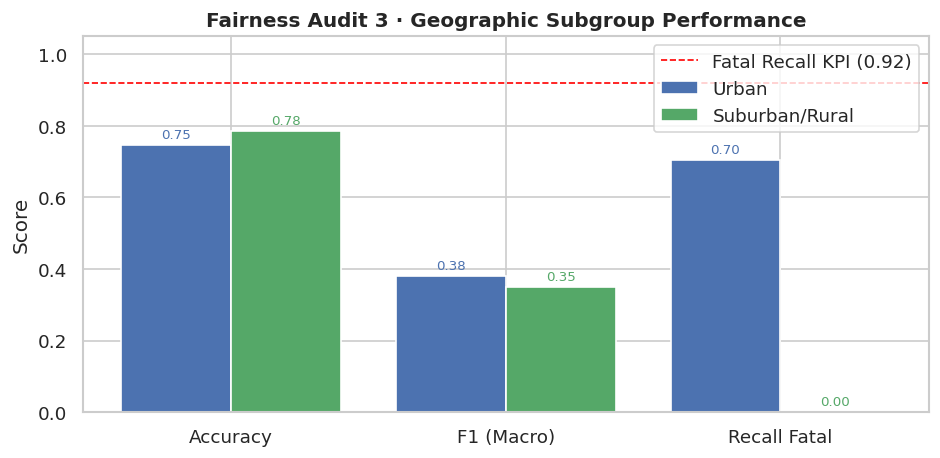 Fairness Audit 3 · Geographic Subgroup Performance
Score
1.0
0.8
0.6
0.4
0.2
0.0
Fatal Recall KPI (0.92)
Urban
Suburban/Rural
0.75
0.78
0.38
0.35
0.70
0.00
Accuracy
F1 (Macro)
Recall Fatal